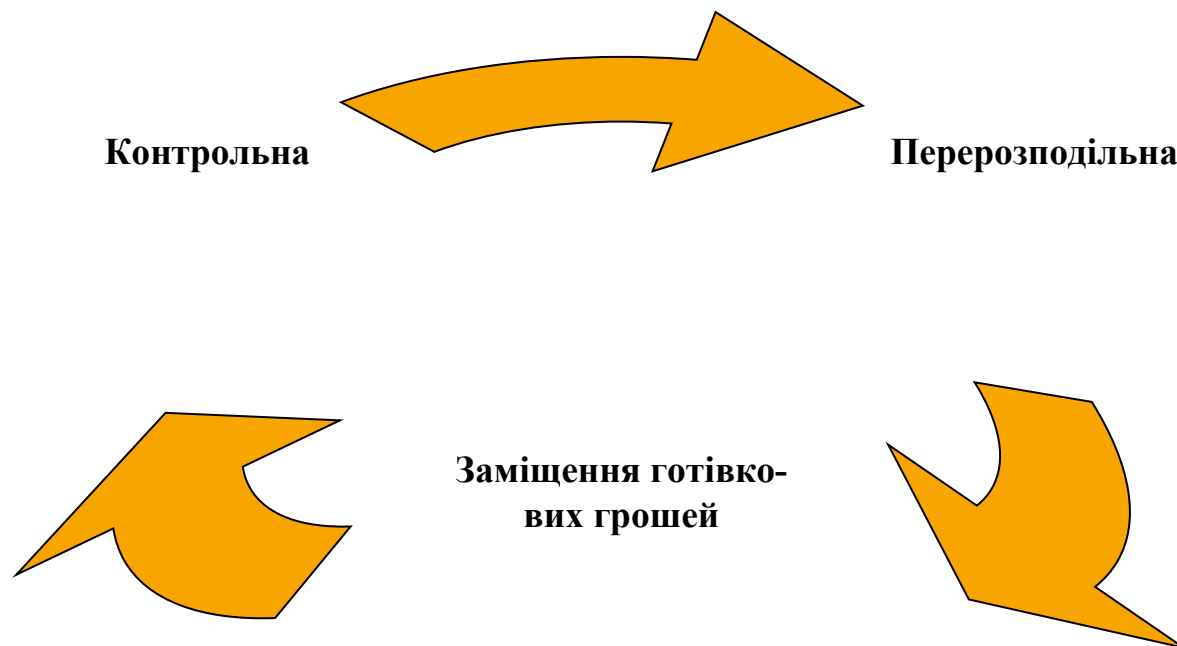 Контрольна
Перерозподільна
Заміщення готівко-
вих грошей